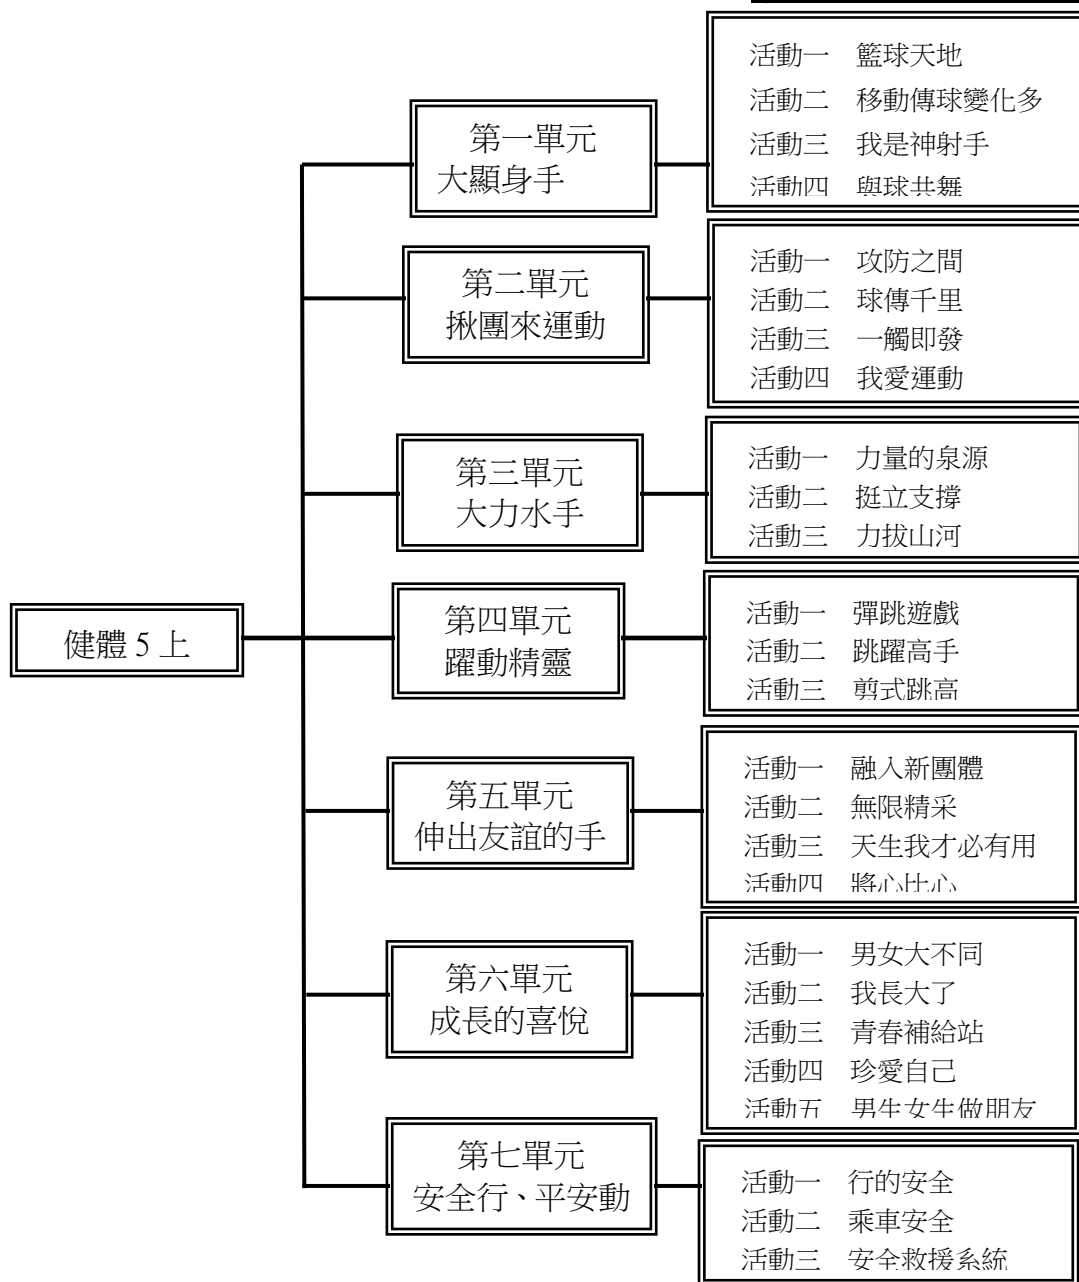 健體 5 上
第一單元
大顯身手
活動一　籃球天地
活動二　移動傳球變化多
活動三　我是神射手
活動四　與球共舞
第二單元
揪團來運動
活動一　攻防之間
活動二　球傳千里
活動三　一觸即發
活動四　我愛運動
第三單元
大力水手
活動一　力量的泉源
活動二　挺立支撐
活動三　力拔山河
第四單元
躍動精靈
活動一　彈跳遊戲
活動二　跳躍高手
活動三　剪式跳高
第五單元
伸出友誼的手
活動一　融入新團體
活動二　無限精采
活動三　天生我才必有用
活動四　將心比心
第六單元
成長的喜悅
活動一　男女大不同
活動二　我長大了
活動三　青春補給站
活動四　珍愛自己
活動五　男生女生做朋友
第七單元
安全行、平安動
活動一　行的安全
活動二　乘車安全
活動三　安全救援系統